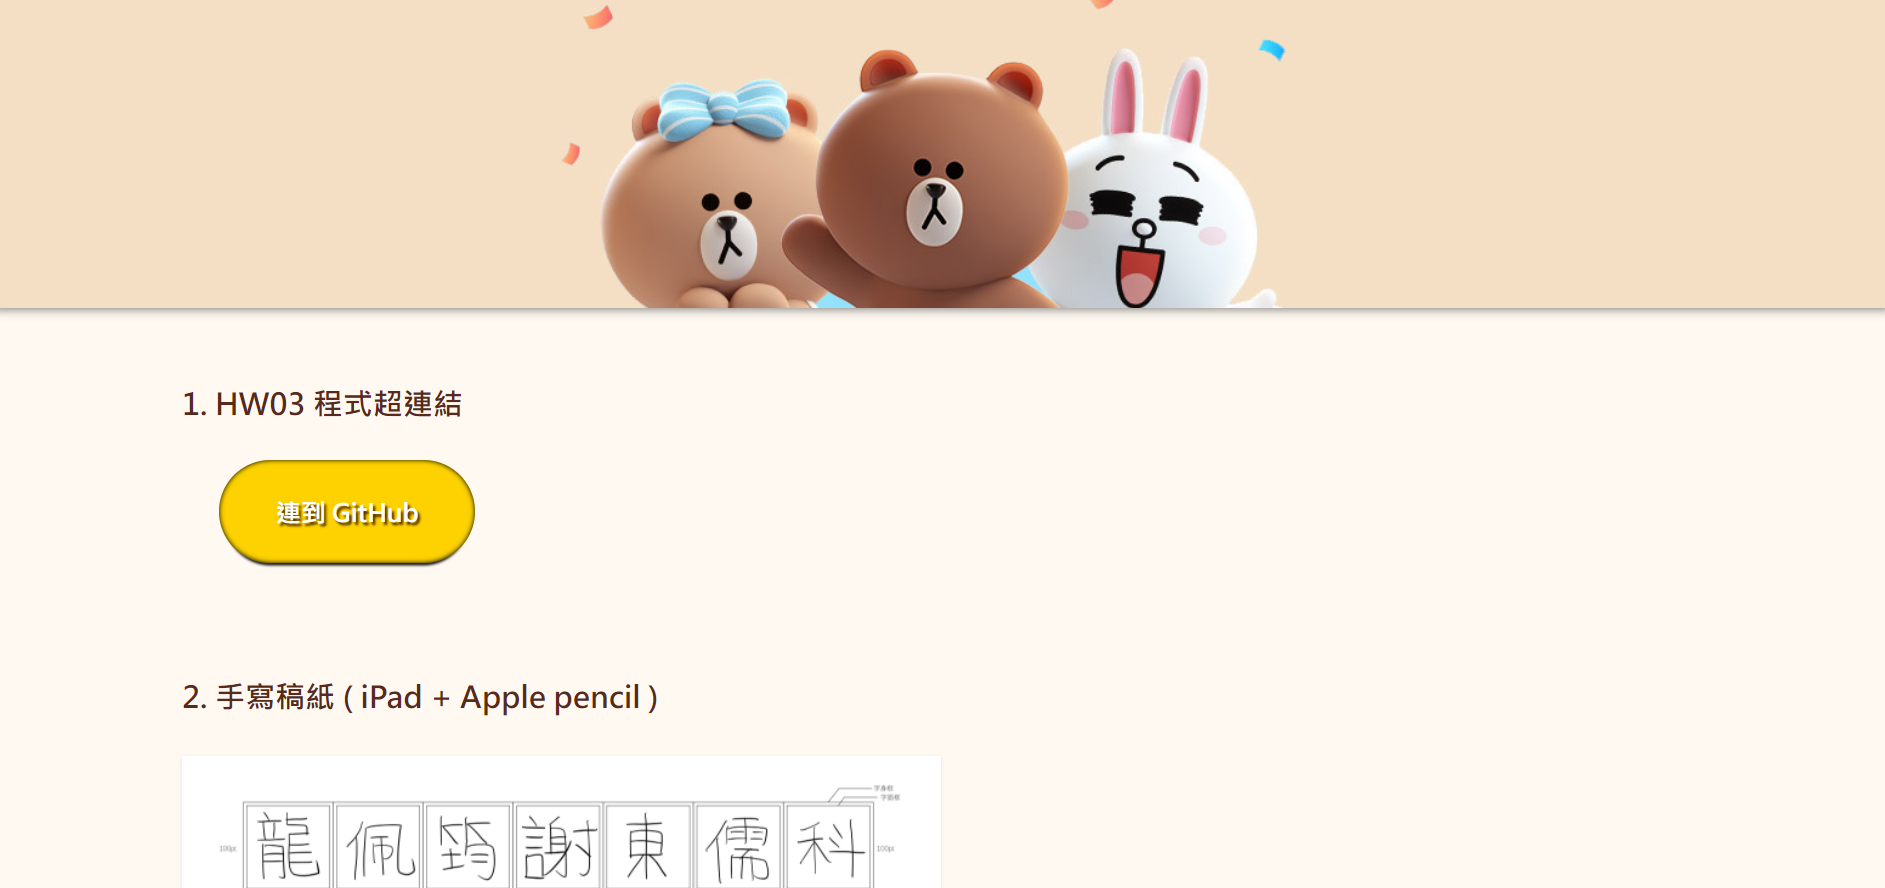 1. HW03 程式超連結
連到 GitHub
2. 手寫稿紙 ( iPad + Apple pencil )
字身框
字面框
100pt 龍佩筠謝東儒科 100pt